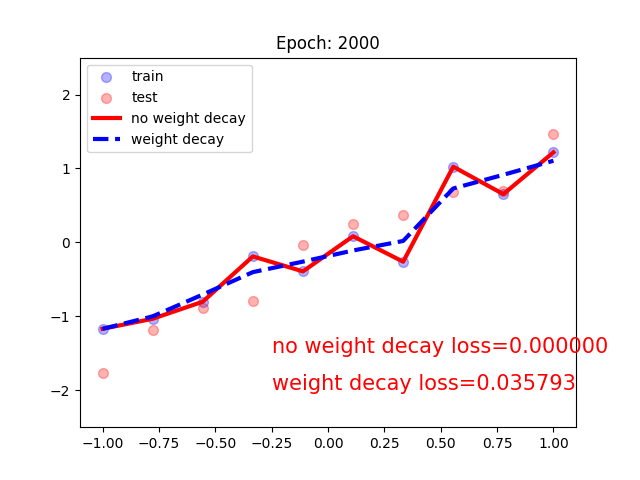 Epoch: 2000
train
test
no weight decay
weight decay
2
1
0
−1
−2
no weight decay loss=0.000000
weight decay loss=0.035793
−1.00 −0.75 −0.50 −0.25 0.00 0.25 0.50 0.75 1.00